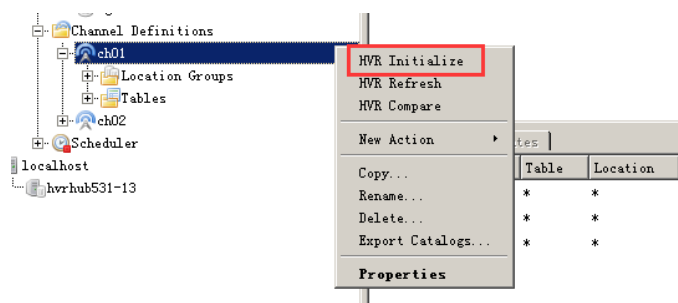 Channel Definitions
ch01
Location Groups
Tables
ch02
Scheduler
localhost
hvrhub531-13
HVR Initialize
HVR Refresh
HVR Compare
New Action
Copy...
Rename...
Delete...
Export Catalogs...
Properties
Table Location
* *
* *
* *